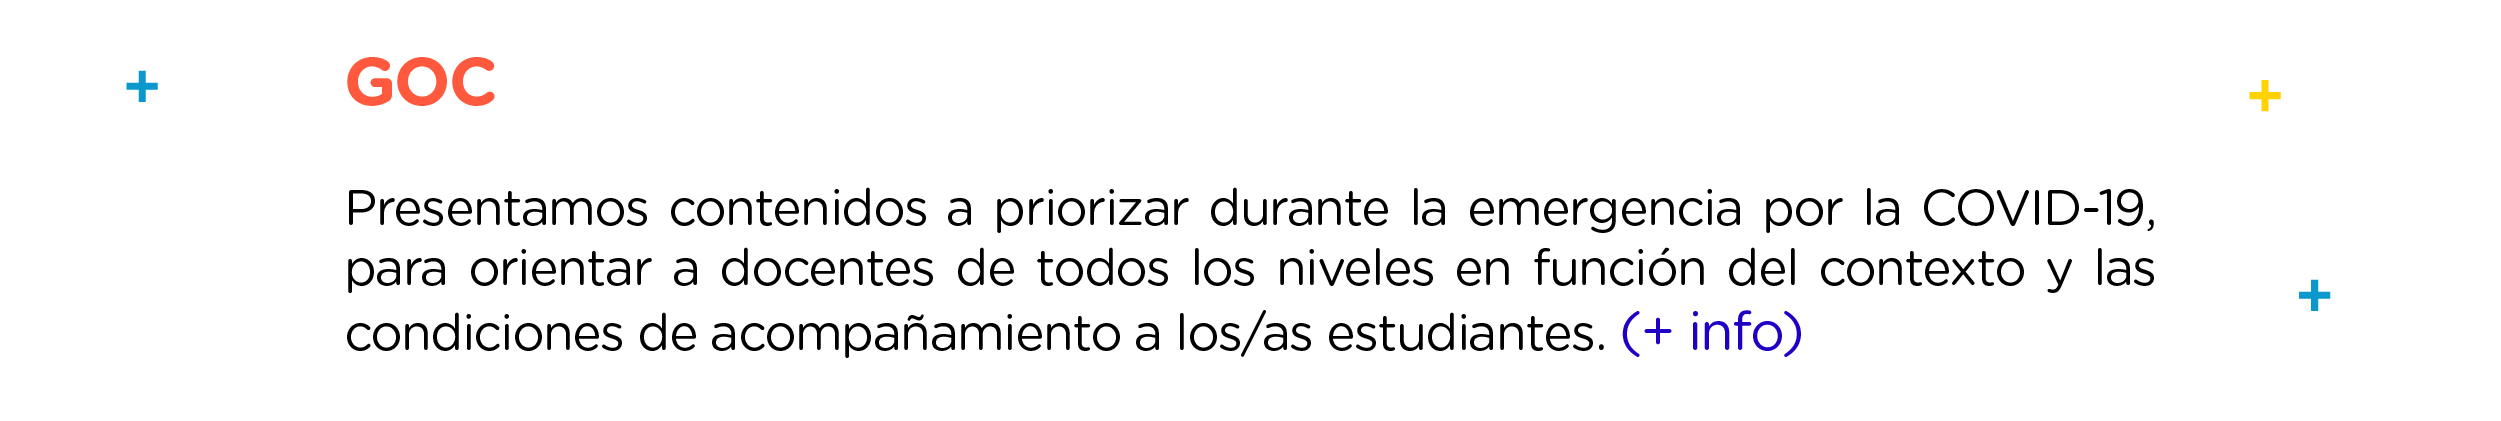 GOC
Presentamos contenidos a priorizar durante la emergencia por la COVID-19,
para orientar a docentes de todos los niveles en función del contexto y las
condiciones de acompañamiento a los/as estudiantes. (+ info)